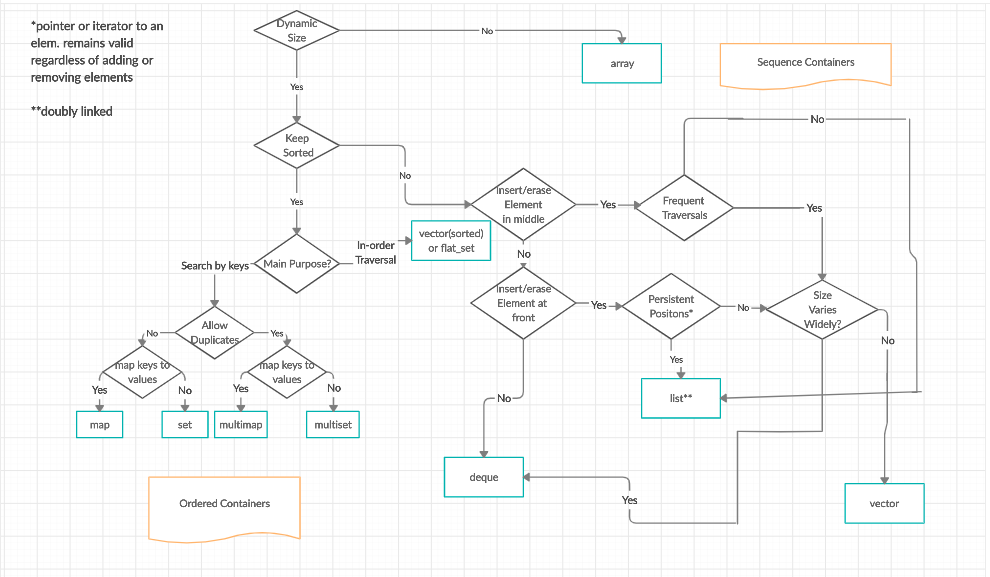 *pointer or iterator to an
elem. remains valid
regardless of adding or
removing elements
**doubly linked
Dynamic
Size
No
array
Sequence Containers
Yes
Keep
Sorted
No
No
Yes
Insert/erase
Element
in middle
Yes
Frequent
Traversals
Yes
vector(sorted)
or flat_set
In-order
Traversal
Main Purpose?
Search by keys
No
Insert/erase
Element at
front
Yes
Persistent
Positons*
No
Size
Varies
Widely?
No
Allow
Duplicates
No
Yes
map keys to
values
map keys to
values
Yes
No
Yes
No
Yes
map
set
multimap
multiset
list**
No
deque
Yes
vector
Ordered Containers